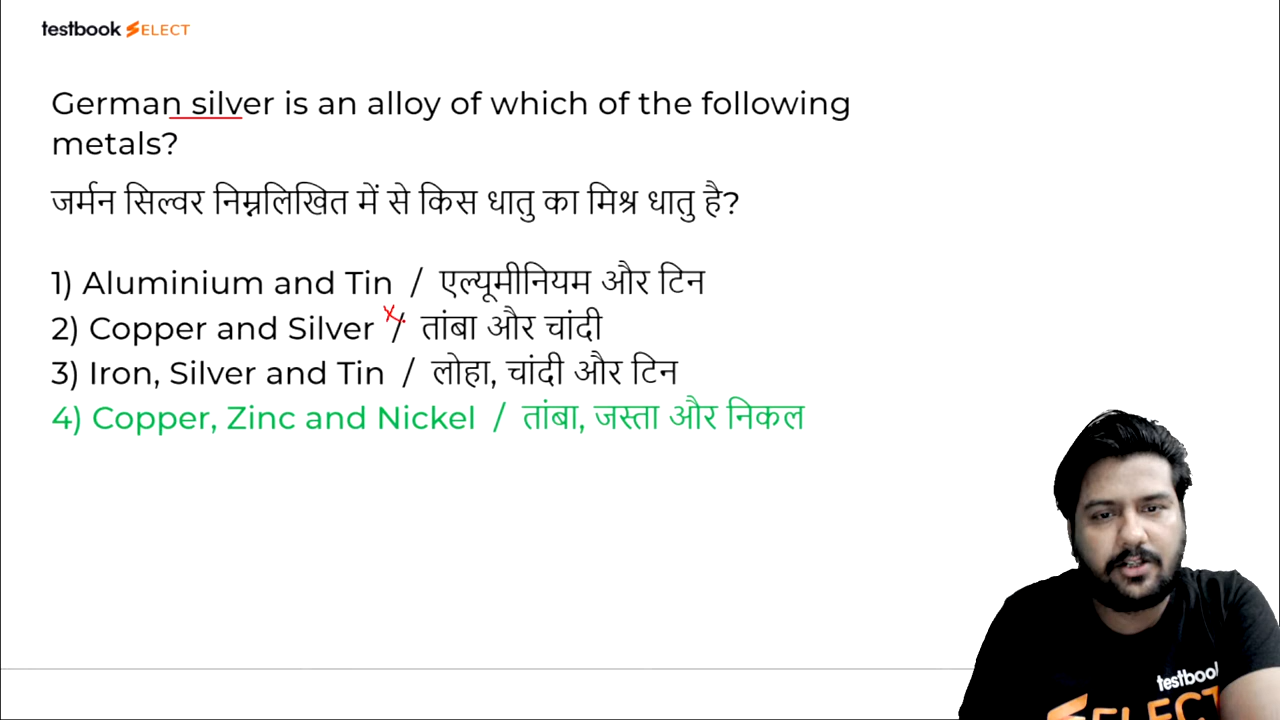 testbook SELECT
German silver is an alloy of which of the following
metals?
जर्मन सिल्वर निम्नलिखित में से किस धातु का मिश्र धातु है?
1) Aluminium and Tin / एल्यूमीनियम और टिन
2) Copper and Silver / तांबा और चांदी
3) Iron, Silver and Tin / लोहा, चांदी और टिन
4) Copper, Zinc and Nickel / तांबा, जस्ता और निकल
testbook
SELECT